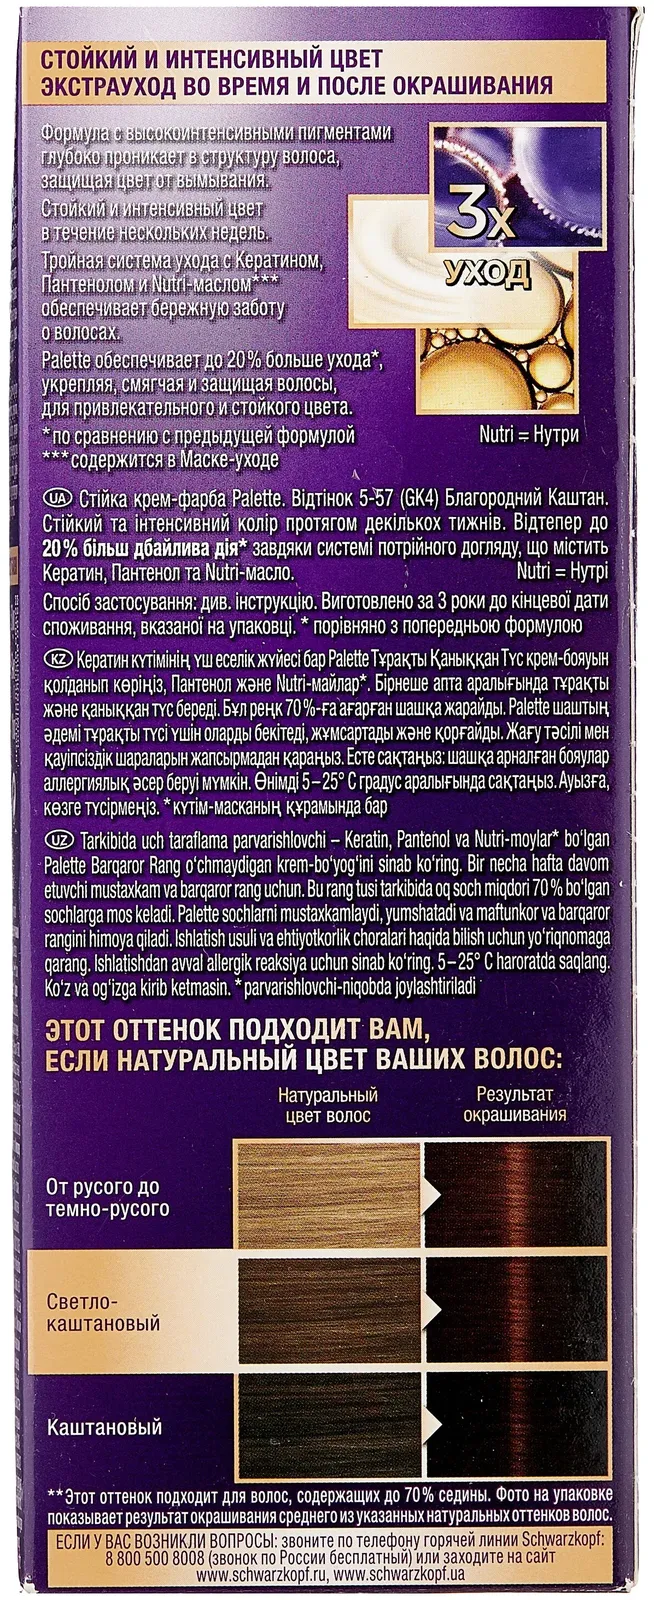 СТОЙКИЙ И ИНТЕНСИВНЫЙ ЦВЕТ
ЭКСТРАУХОД ВО ВРЕМЯ И ПОСЛЕ ОКРАШИВАНИЯ
Формула с высокоинтенсивными пигментами
глубоко проникает в структуру волоса,
защищая цвет от вымывания.
Стойкий и интенсивный цвет
в течение нескольких недель.
Тройная система ухода с Кератином,
Пантенолом и Nutri-маслом***
обеспечивает бережную заботу
о волосах.
Palette обеспечивает до 20% больше ухода*,
укрепляя, смягчая и защищая волосы,
для привлекательного и стойкого цвета.
*по сравнению с предыдущей формулой
***содержится в Маске-уходе
3x
УХОД
Nutri = Нутри
UA Стійка крем-фарба Palette. Відтінок 5-57 (GK4) Благородний Каштан.
Стійкий та інтенсивний колір протягом декількох тижнів. Відтепер до
20% більш дбайлива дія* завдяки системі потрійного догляду, що містить
Кератин, Пантенол та Nutri-масло. Nutri = Нутрі
Спосіб застосування: див. інструкцію. Виготовлено за 3 роки до кінцевої дати
споживання, вказаної на упаковці. * порівняно з попередньою формулою
KZ Кератин күтімінің үш еселік жүйесі бар Palette Тұрақты Қаныққан Түс крем-бояуын
қолданып көріңіз, Пантенол және Nutri-майлар*. Бірнеше апта аралығында тұрақты
және қаныққан түс береді. Бұл реңк 70%-ға ағарған шашқа жарайды. Palette шаштың
әдемі тұрақты түсі үшін оларды бекітеді, жұмсартады және қорғайды. Жағу тәсілі мен
қауіпсіздік шараларын жапсырмадан қараңыз. Есте сақтаңыз: шашқа арналған бояулар
аллергиялық әсер беруі мүмкін. Өнімді 5–25° С градус аралығында сақтаңыз. Ауызға,
көзге түсірмеңіз. *күтім-масканың құрамында бар
UZ Tarkibida uch taraflama parvarishlovchi – Keratin, Pantenol va Nutri-moylar* bo'lgan
Palette Barqaror Rang o'chmaydigan krem-bo'yog'ini sinab ko'ring. Bir necha hafta davom
etuvchi mustaxkam va barqaror rang uchun. Bu rang tusi tarkibida oq soch miqdori 70% bo'lgan
sochlarga mos keladi. Palette sochlarni mustaxkamlaydi, yumshatadi va maftunkor va barqaror
rangini himoya qiladi. Ishlatish usuli va ehtiyotkorlik choralari haqida bilish uchun yo'riqnomaga
qarang. Ishlatishdan avval allergik reaksiya uchun sinab ko'ring. 5–25° C haroratda saqlang.
Ko'z va og'izga kirib ketmasin. *parvarishlovchi-niqobda joylashtiriladi
ЭТОТ ОТТЕНОК ПОДХОДИТ ВАМ,
ЕСЛИ НАТУРАЛЬНЫЙ ЦВЕТ ВАШИХ ВОЛОС:
Натуральный
цвет волос
Результат
окрашивания
От русого до
темно-русого
Светло-
каштановый
Каштановый
**Этот оттенок подходит для волос, содержащих до 70% седины. Фото на упаковке
показывает результат окрашивания среднего из указанных натуральных оттенков волос.
ЕСЛИ У ВАС ВОЗНИКЛИ ВОПРОСЫ: звоните по телефону горячей линии Schwarzkopf:
8 800 500 8008 (звонок по России бесплатный) или заходите на сайт
www.schwarzkopf.ru, www.schwarzkopf.ua